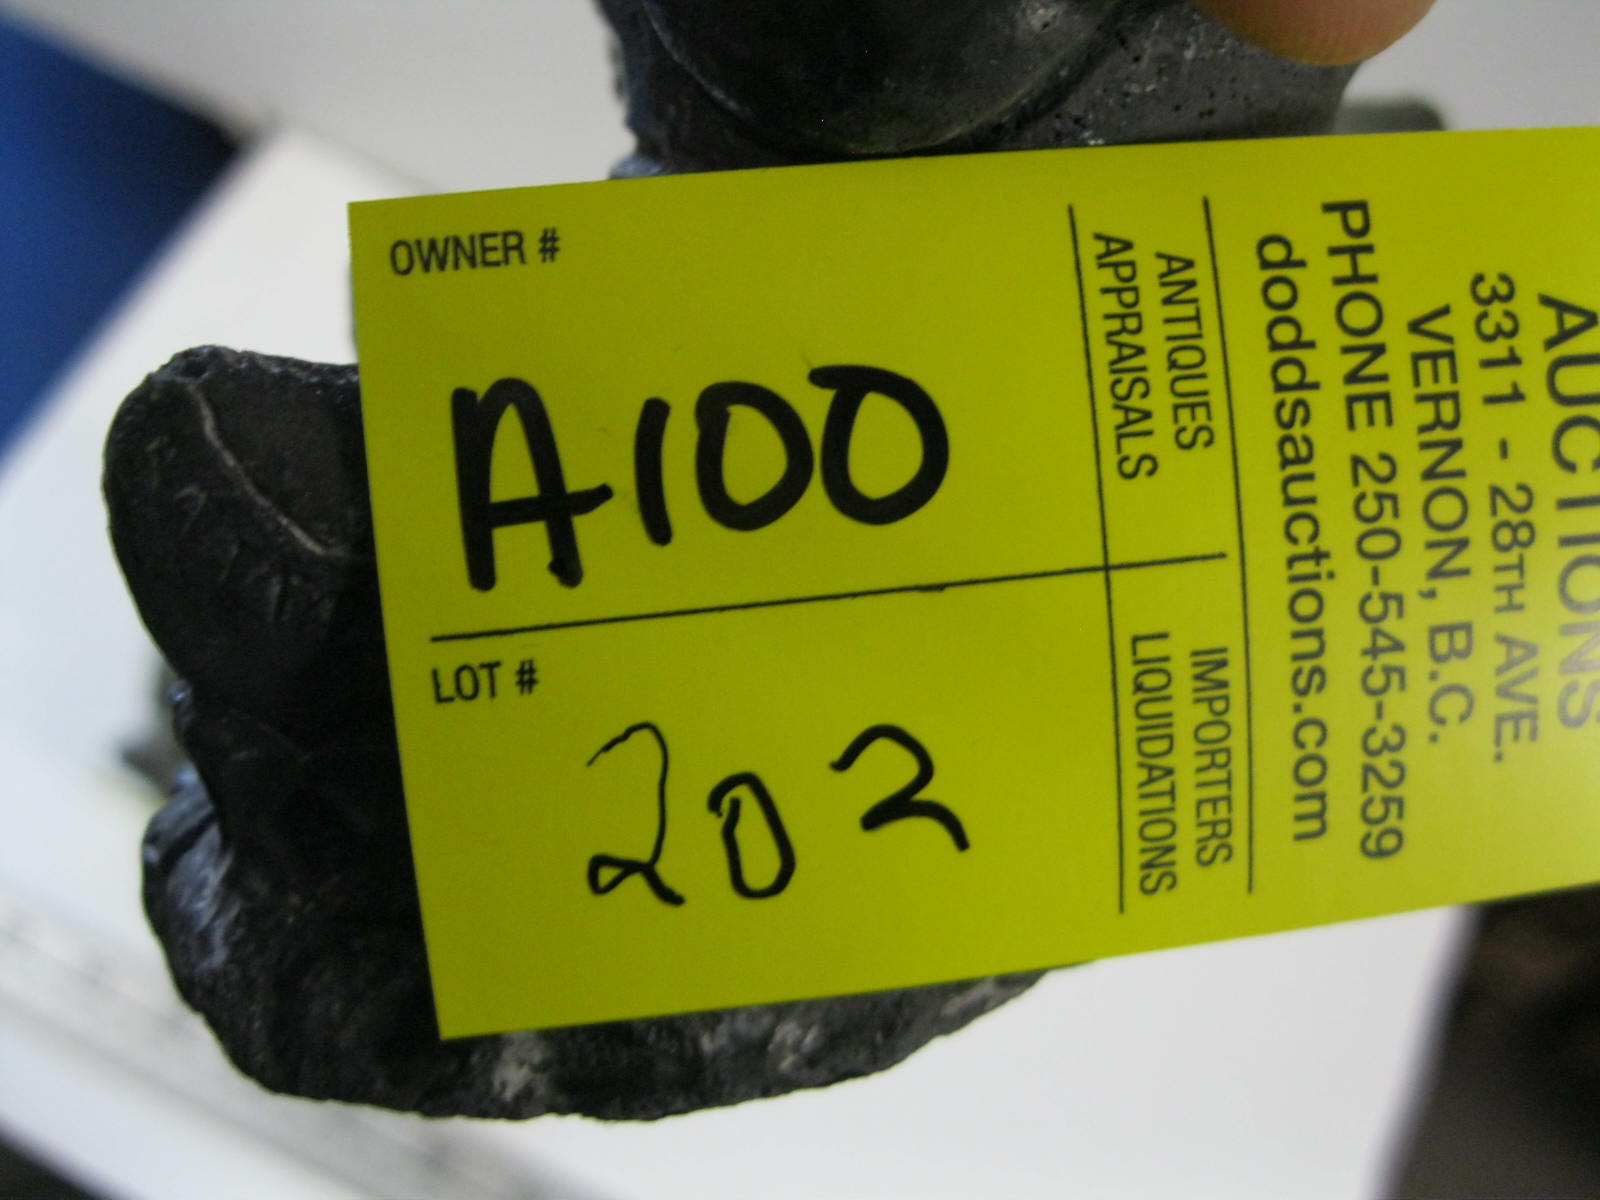 OWNER #
A100
LOT #
202
AUCTIONS
3311 - 28TH AVE.
VERNON, B.C.
PHONE 250-545-3259
doddsauctions.com
ANTIQUES
APPRAISALS
IMPORTERS
LIQUIDATIONS